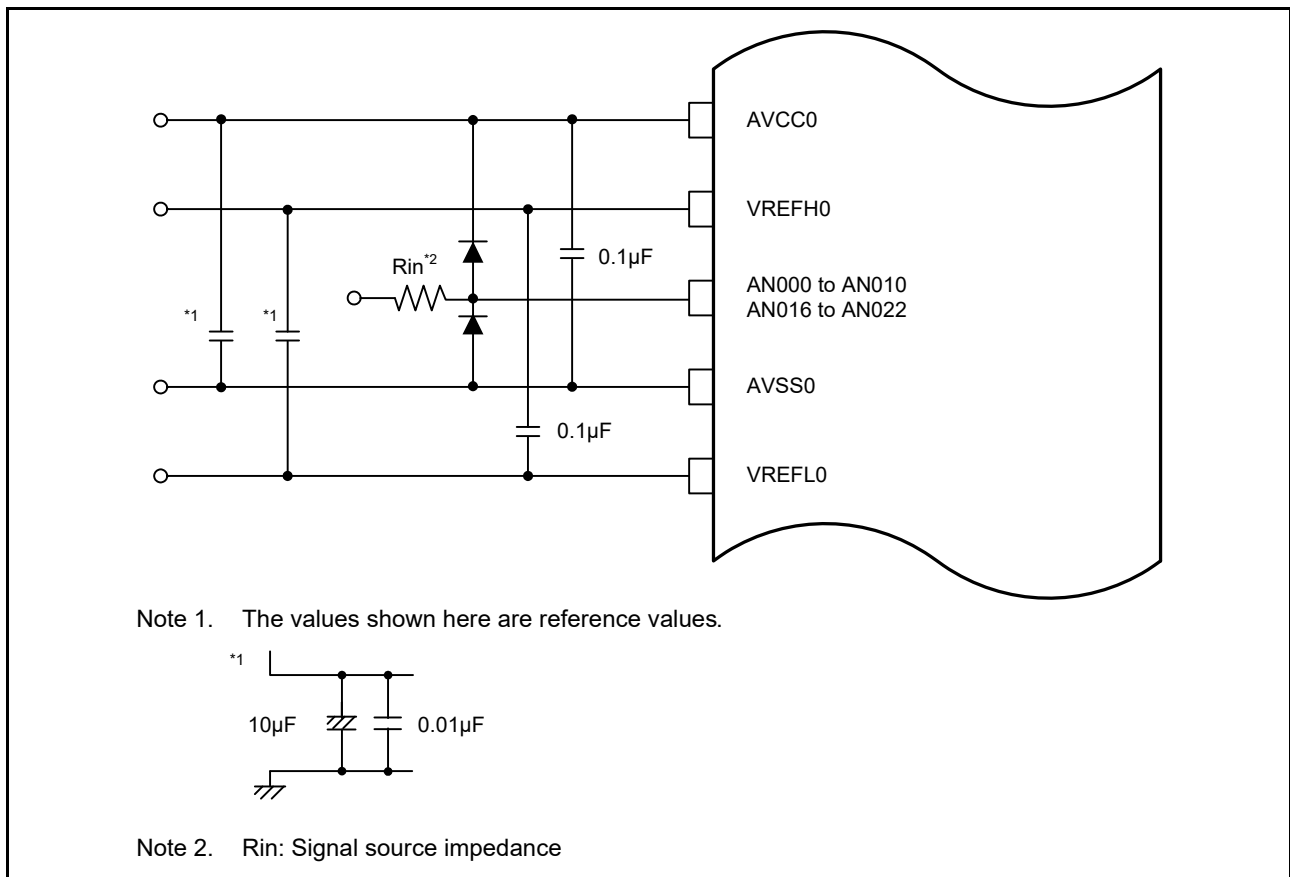 AVCC0
VREFH0
0.1µF
Rin*2
AN000 to AN010
AN016 to AN022
*1
*1
AVSS0
0.1µF
VREFL0
Note 1. The values shown here are reference values.
*1
10µF
0.01µF
Note 2. Rin: Signal source impedance